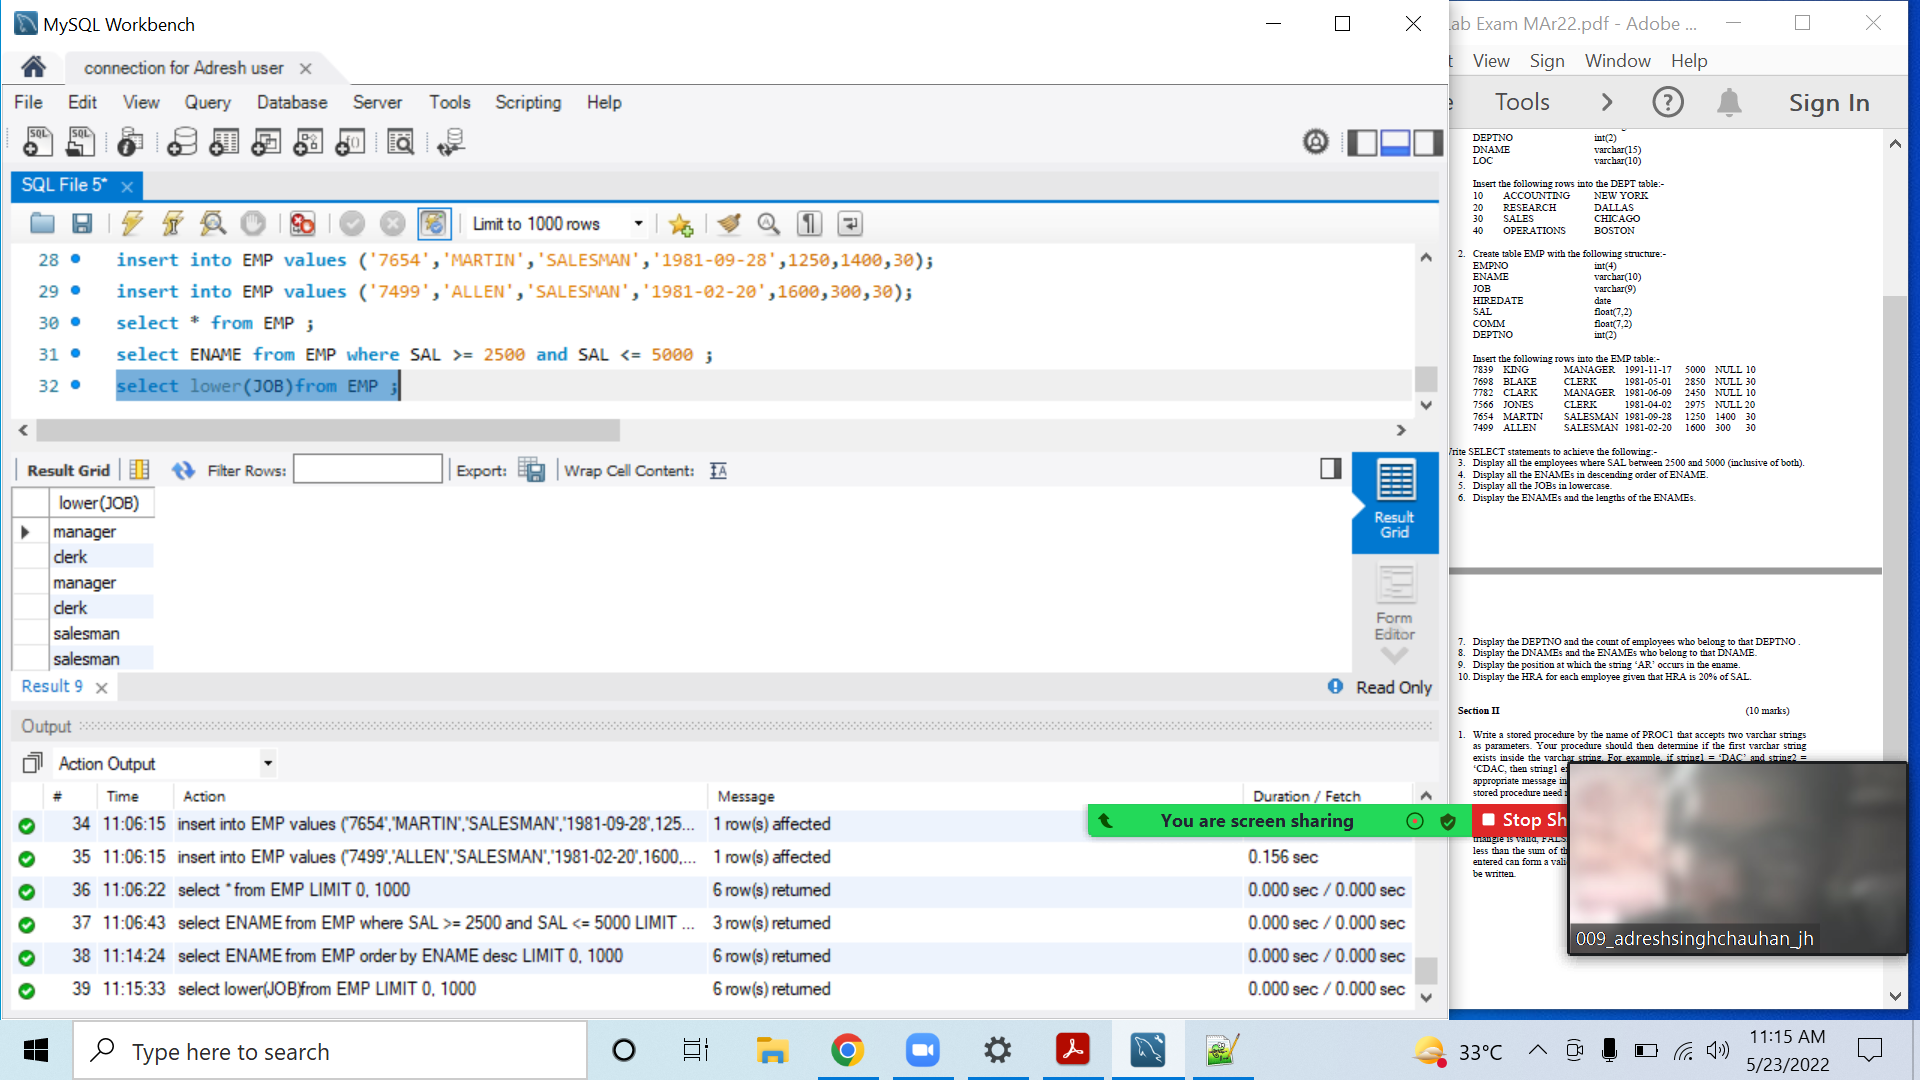 MySQL Workbench
connection for Adresh user
File Edit View Query Database Server Tools Scripting Help
SQL File 5*
Limit to 1000 rows
28 insert into EMP values ('7654','MARTIN','SALESMAN','1981-09-28',1250,1400,30);
29 insert into EMP values ('7499','ALLEN','SALESMAN','1981-02-20',1600,300,30);
30 select * from EMP ;
31 select ENAME from EMP where SAL >= 2500 and SAL <= 5000 ;
32 select lower(JOB)from EMP ;
Result Grid Filter Rows: Export: Wrap Cell Content:
lower(JOB)
manager
clerk
manager
clerk
salesman
salesman
Result Grid
Form Editor
Result 9
Read Only
Output
Action Output
# Time Action Message Duration / Fetch
34 11:06:15 insert into EMP values ('7654','MARTIN','SALESMAN','1981-09-28',125... 1 row(s) affected
35 11:06:15 insert into EMP values ('7499','ALLEN','SALESMAN','1981-02-20',1600,... 1 row(s) affected 0.156 sec
36 11:06:22 select * from EMP LIMIT 0, 1000 6 row(s) returned 0.000 sec / 0.000 sec
37 11:06:43 select ENAME from EMP where SAL >= 2500 and SAL <= 5000 LIMIT ... 3 row(s) returned 0.000 sec / 0.000 sec
38 11:14:24 select ENAME from EMP order by ENAME desc LIMIT 0, 1000 6 row(s) returned 0.000 sec / 0.000 sec
39 11:15:33 select lower(JOB)from EMP LIMIT 0, 1000 6 row(s) returned 0.000 sec / 0.000 sec
You are screen sharing
Stop Sh
ab Exam MAr22.pdf - Adobe ...
View Sign Window Help
Tools Sign In
DEPTNO int(2)
DNAME varchar(15)
LOC varchar(10)
Insert the following rows into the DEPT table:-
10 ACCOUNTING NEW YORK
20 RESEARCH DALLAS
30 SALES CHICAGO
40 OPERATIONS BOSTON
2. Create table EMP with the following structure:-
EMPNO int(4)
ENAME varchar(10)
JOB varchar(9)
HIREDATE date
SAL float(7,2)
COMM float(7,2)
DEPTNO int(2)
Insert the following rows into the EMP table:-
7839 KING MANAGER 1991-11-17 5000 NULL 10
7698 BLAKE CLERK 1981-05-01 2850 NULL 30
7782 CLARK MANAGER 1981-06-09 2450 NULL 10
7566 JONES CLERK 1981-04-02 2975 NULL 20
7654 MARTIN SALESMAN 1981-09-28 1250 1400 30
7499 ALLEN SALESMAN 1981-02-20 1600 300 30
rite SELECT statements to achieve the following:-
3. Display all the employees where SAL between 2500 and 5000 (inclusive of both).
4. Display all the ENAMEs in descending order of ENAME.
5. Display all the JOBs in lowercase.
6. Display the ENAMEs and the lengths of the ENAMEs.
7. Display the DEPTNO and the count of employees who belong to that DEPTNO .
8. Display the DNAMEs and the ENAMEs who belong to that DNAME.
9. Display the position at which the string ‘AR’ occurs in the ename.
10. Display the HRA for each employee given that HRA is 20% of SAL.
Section II (10 marks)
1. Write a stored procedure by the name of PROC1 that accepts two varchar strings
as parameters. Your procedure should then determine if the first varchar string
exists inside the varchar string. For example, if string1 = ‘DAC’ and string2 =
‘CDAC, then string1 ex
appropriate message in
stored procedure need
triangle is valid, FALS
less than the sum of th
entered can form a vali
be written.
009_adreshsinghchauhan_jh
Type here to search
33°C
11:15 AM
5/23/2022